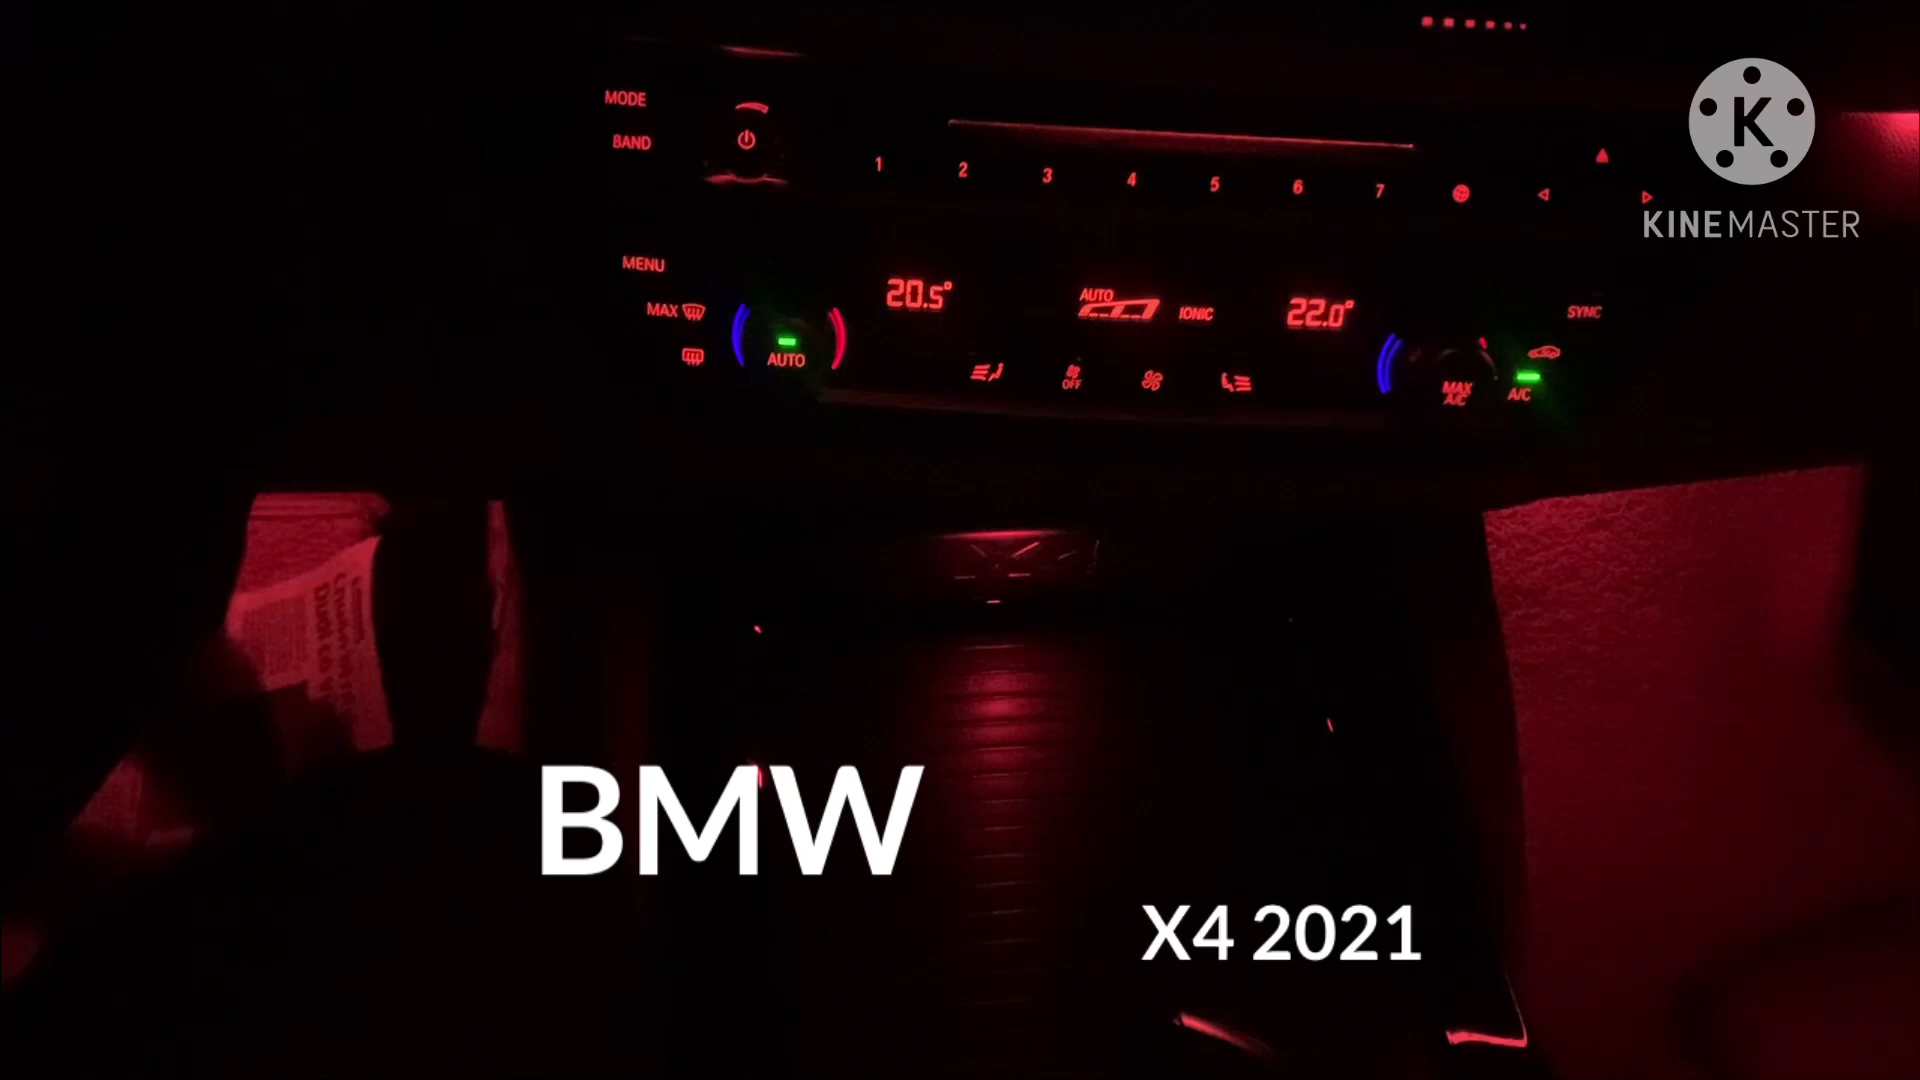 MODE
BAND
1 2 3 4 5 6 7
K
KINEMASTER
MENU
MAX
AUTO
20.5°
AUTO
IONIC
22.0°
SYNC
OFF
MAX
A/C
A/C
BMW
X4 2021